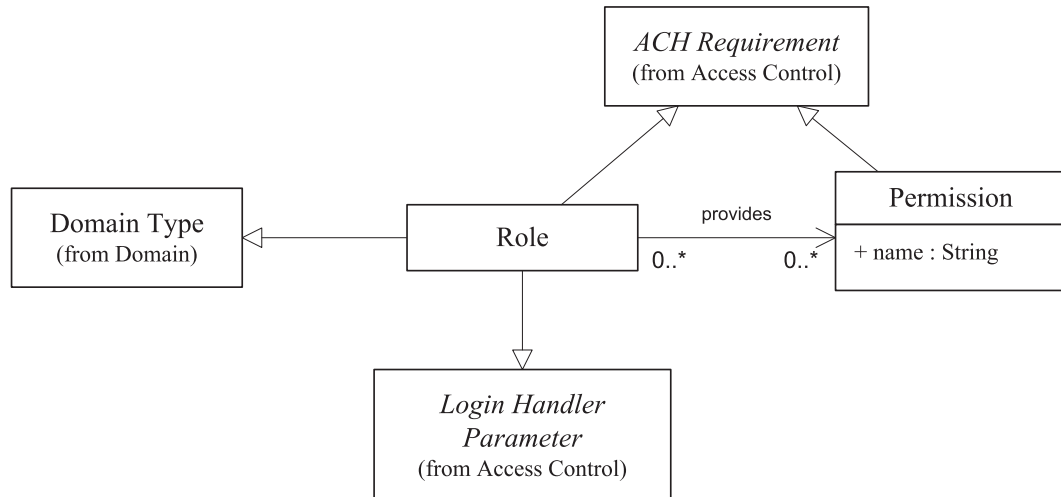 ACH Requirement
(from Access Control)
Domain Type
(from Domain)
Role
provides
0..*
0..*
Permission
+ name : String
Login Handler
Parameter
(from Access Control)